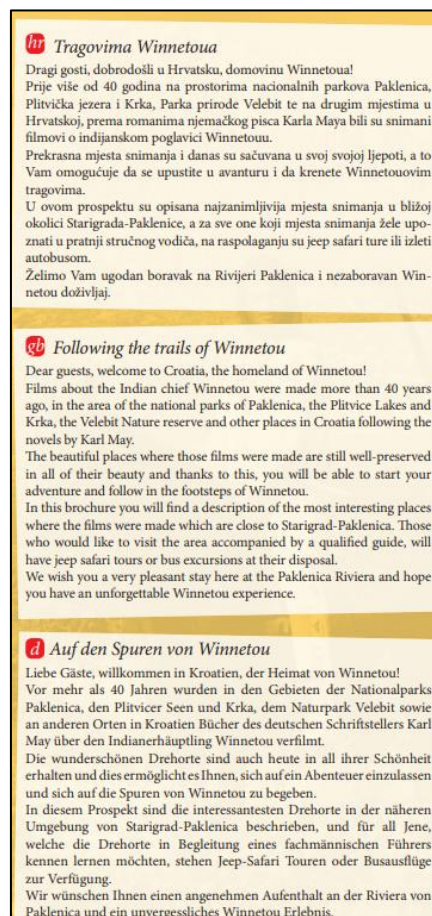 hr Tragovima Winnetoua
Dragi gosti, dobrodošli u Hrvatsku, domovinu Winnetoua!
Prije više od 40 godina na prostorima nacionalnih parkova Paklenica,
Plitvička jezera i Krka, Parka prirode Velebit te na drugim mjestima u
Hrvatskoj, prema romanima njemačkog pisca Karla Maya bili su snimani
filmovi o indijanskom poglavici Winnetouu.
Prekrasna mjesta snimanja i danas su sačuvana u svoj svojoj ljepoti, a to
Vam omogućuje da se upustite u avanturu i da krenete Winnetouovim
tragovima.
U ovom prospektu su opisana najzanimljivija mjesta snimanja u bližoj
okolici Starigrada-Paklenice, a za sve one koji mjesta snimanja žele upo-
znati u pratnji stručnog vodiča, na raspolaganju su jeep safari ture ili izleti
autobusom.
Želimo Vam ugodan boravak na Rivijeri Paklenica i nezaboravan Win-
netou doživljaj.
gb Following the trails of Winnetou
Dear guests, welcome to Croatia, the homeland of Winnetou!
Films about the Indian chief Winnetou were made more than 40 years
ago, in the area of the national parks of Paklenica, the Plitvice Lakes and
Krka, the Velebit Nature reserve and other places in Croatia following the
novels by Karl May.
The beautiful places where those films were made are still well-preserved
in all of their beauty and thanks to this, you will be able to start your
adventure and follow in the footsteps of Winnetou.
In this brochure you will find a description of the most interesting places
where the films were made which are close to Starigrad-Paklenica. Those
who would like to visit the area accompanied by a qualified guide, will
have jeep safari tours or bus excursions at their disposal.
We wish you a very pleasant stay here at the Paklenica Riviera and hope
you have an unforgettable Winnetou experience.
d Auf den Spuren von Winnetou
Liebe Gäste, willkommen in Kroatien, der Heimat von Winnetou!
Vor mehr als 40 Jahren wurden in den Gebieten der Nationalparks
Paklenica, den Plitvicer Seen und Krka, dem Naturpark Velebit sowie
an anderen Orten in Kroatien Bücher des deutschen Schriftstellers Karl
May über den Indianerhäuptling Winnetou verfilmt.
Die wunderschönen Drehorte sind auch heute in all ihrer Schönheit
erhalten und dies ermöglicht es Ihnen, sich auf ein Abenteuer einzulassen
und sich auf die Spuren von Winnetou zu begeben.
In diesem Prospekt sind die interessantesten Drehorte in der näheren
Umgebung von Starigrad-Paklenica beschrieben, und für all Jene,
welche die Drehorte in Begleitung eines fachmännischen Führers
kennen lernen möchten, stehen Jeep-Safari Touren oder Busausflüge
zur Verfügung.
Wir wünschen Ihnen einen angenehmen Aufenthalt an der Riviera von
Paklenica und ein unvergessliches Winnetou Erlebnis.